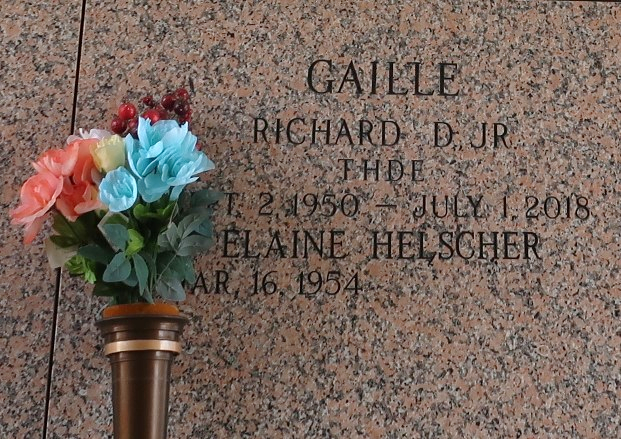 GAILLE
RICHARD D. JR.
THDE
T. 2, 1950 – JULY 1, 2018
ELAINE HELSCHER
AR. 16, 1954